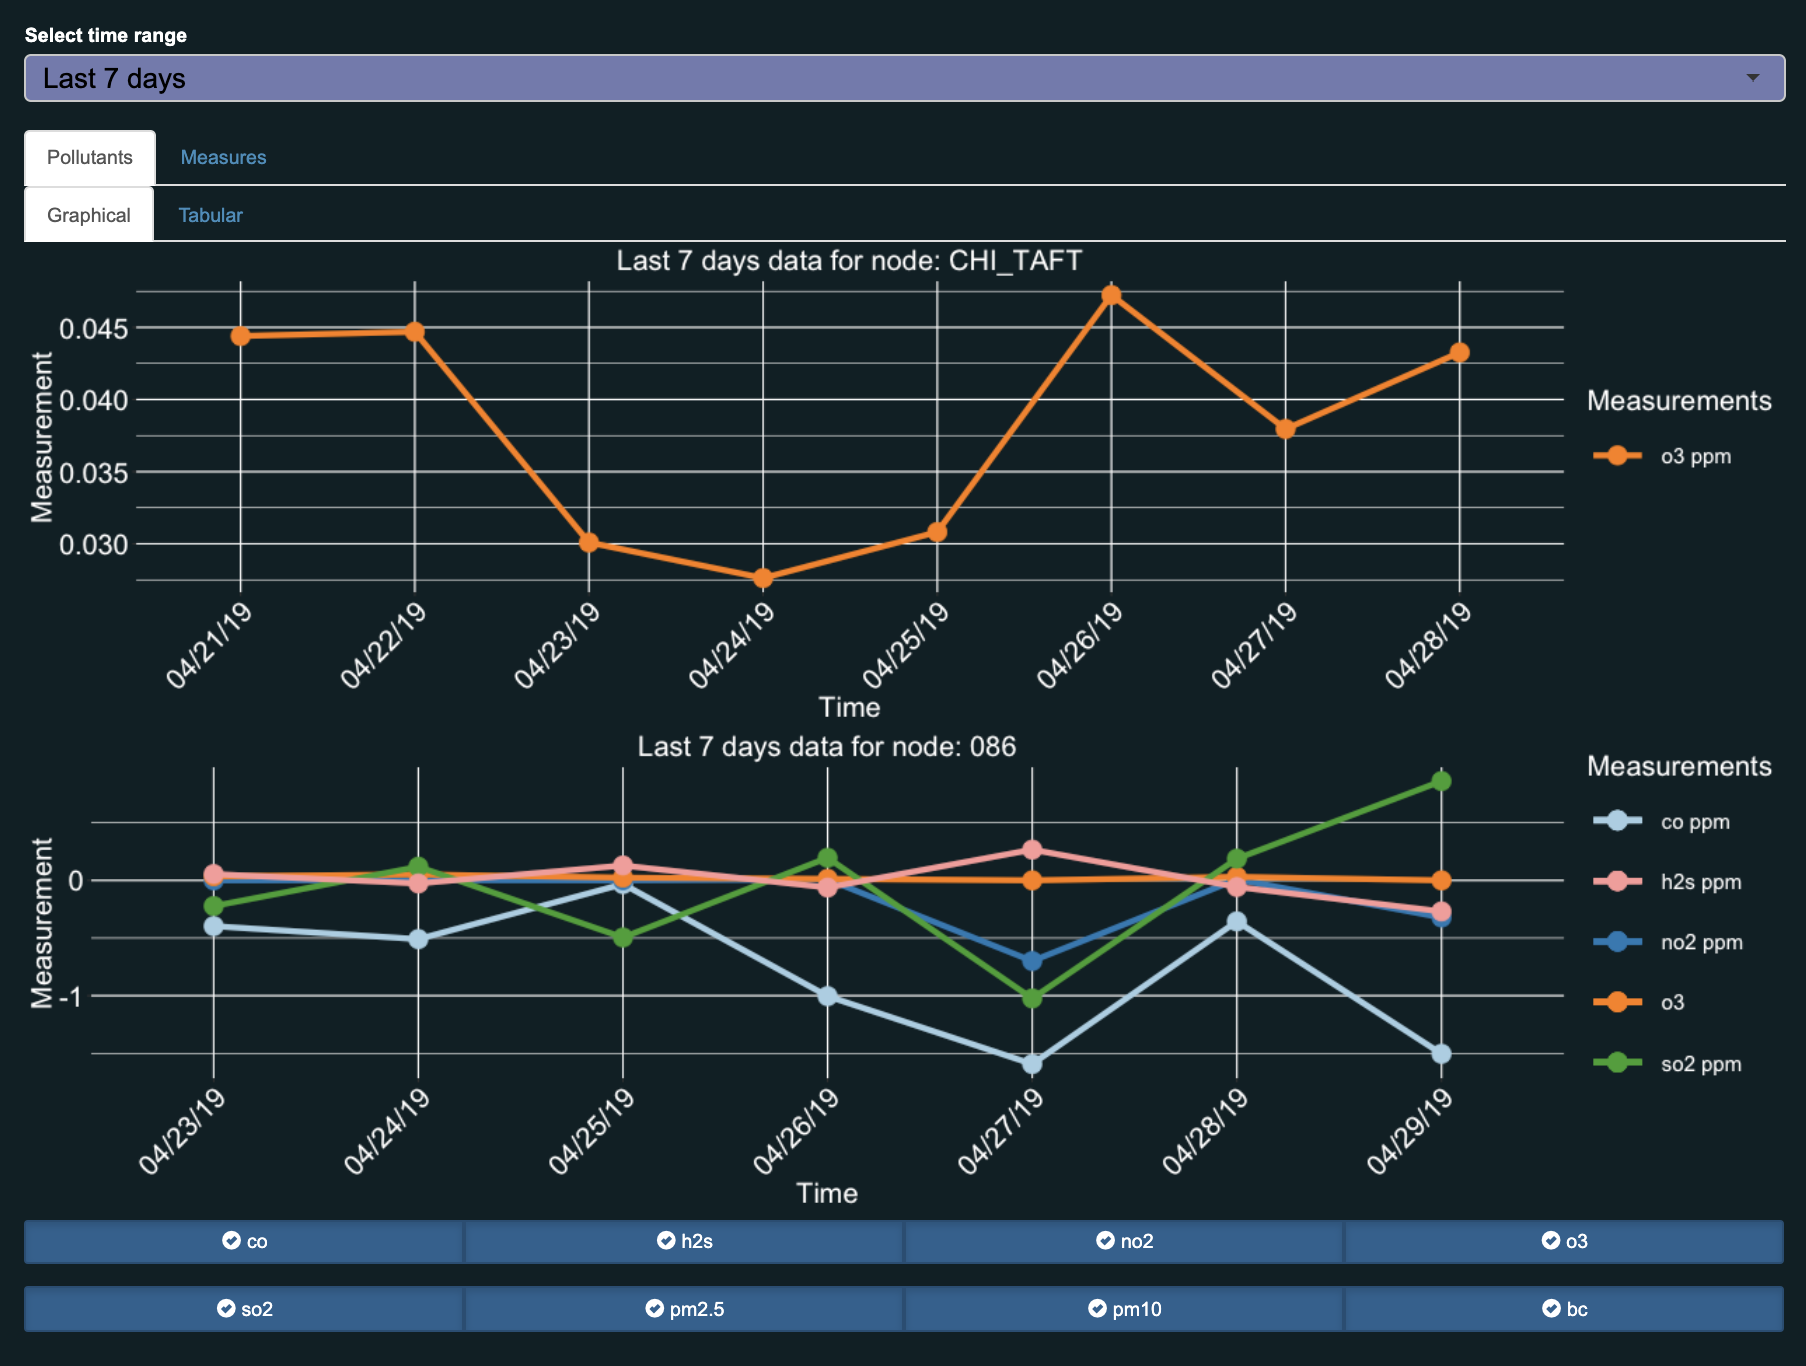 Select time range
Last 7 days
Pollutants Measures
Graphical Tabular
Last 7 days data for node: CHI_TAFT
Measurement
0.045
0.040
0.035
0.030
04/21/19 04/22/19 04/23/19 04/24/19 04/25/19 04/26/19 04/27/19 04/28/19
Time
Measurements
o3 ppm
Last 7 days data for node: 086
Measurement
0
-1
04/23/19 04/24/19 04/25/19 04/26/19 04/27/19 04/28/19 04/29/19
Time
Measurements
co ppm
h2s ppm
no2 ppm
o3
so2 ppm
co h2s no2 o3
so2 pm2.5 pm10 bc